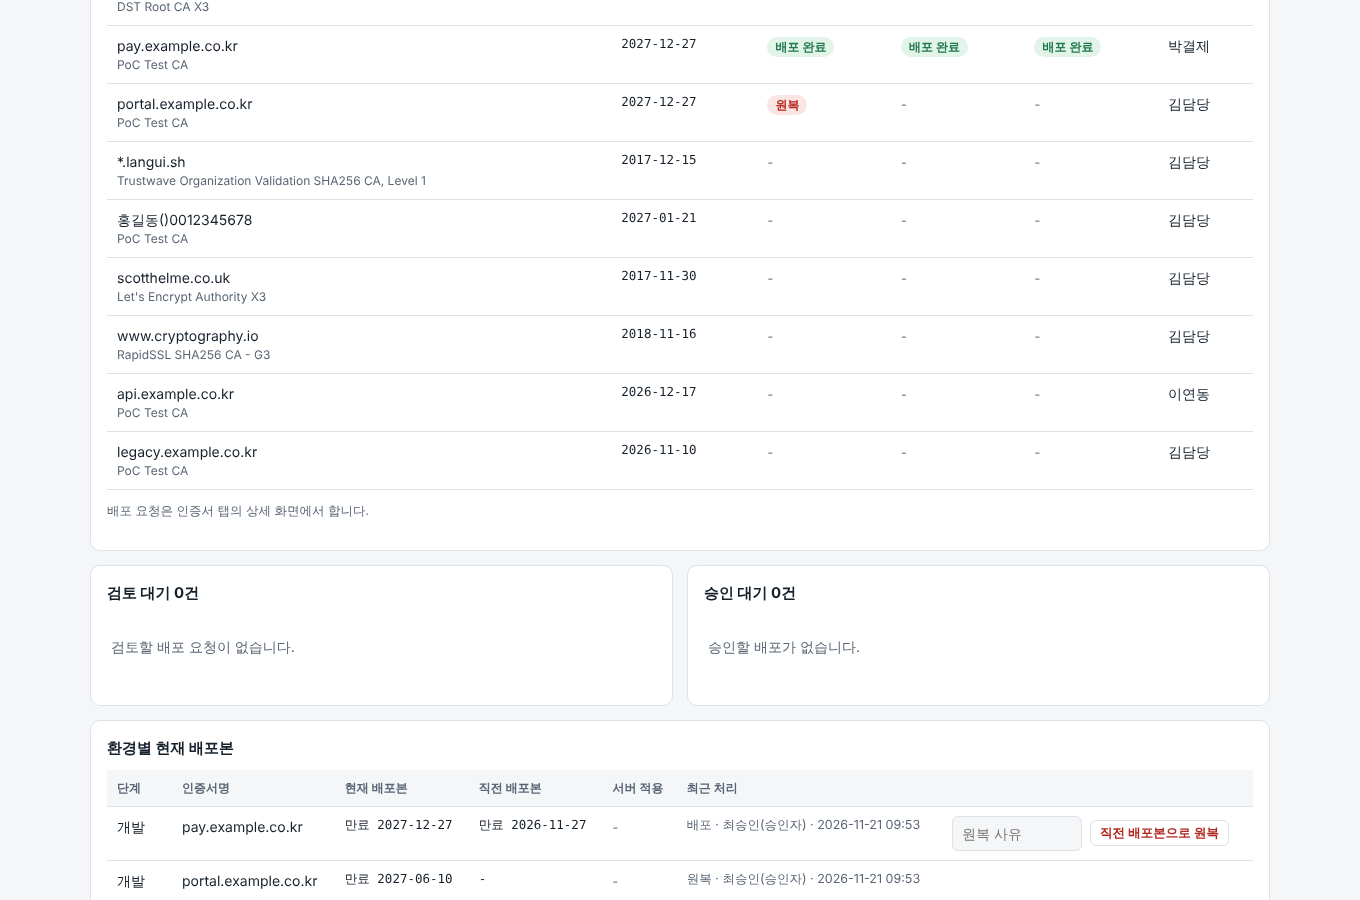 DST Root CA X3
pay.example.co.kr 2027-12-27 배포 완료 배포 완료 배포 완료 박결제
PoC Test CA
portal.example.co.kr 2027-12-27 원복 - - 김담당
PoC Test CA
*.langui.sh 2017-12-15 - - - 김담당
Trustwave Organization Validation SHA256 CA, Level 1
홍길동()0012345678 2027-01-21 - - - 김담당
PoC Test CA
scotthelme.co.uk 2017-11-30 - - - 김담당
Let's Encrypt Authority X3
www.cryptography.io 2018-11-16 - - - 김담당
RapidSSL SHA256 CA - G3
api.example.co.kr 2026-12-17 - - - 이연동
PoC Test CA
legacy.example.co.kr 2026-11-10 - - - 김담당
PoC Test CA
배포 요청은 인증서 탭의 상세 화면에서 합니다.
검토 대기 0건
검토할 배포 요청이 없습니다.
승인 대기 0건
승인할 배포가 없습니다.
환경별 현재 배포본
단계 인증서명 현재 배포본 직전 배포본 서버 적용 최근 처리
개발 pay.example.co.kr 만료 2027-12-27 만료 2026-11-27 - 배포 · 최승인(승인자) · 2026-11-21 09:53 원복 사유 직전 배포본으로 원복
개발 portal.example.co.kr 만료 2027-06-10 - - 원복 · 최승인(승인자) · 2026-11-21 09:53